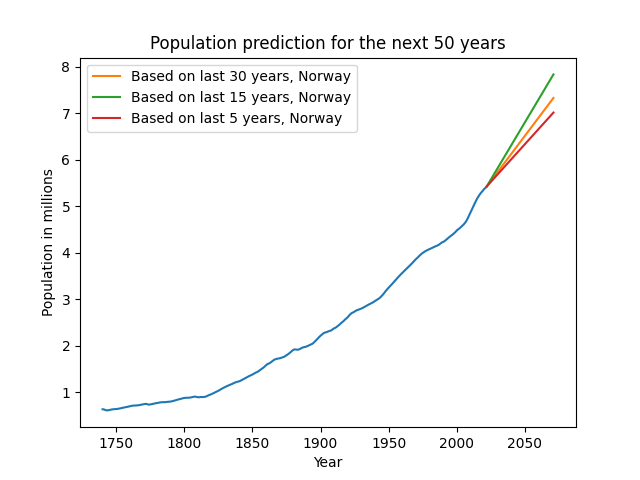 Population prediction for the next 50 years
Based on last 30 years, Norway
Based on last 15 years, Norway
Based on last 5 years, Norway
Population in millions
8
7
6
5
4
3
2
1
1750 1800 1850 1900 1950 2000 2050
Year